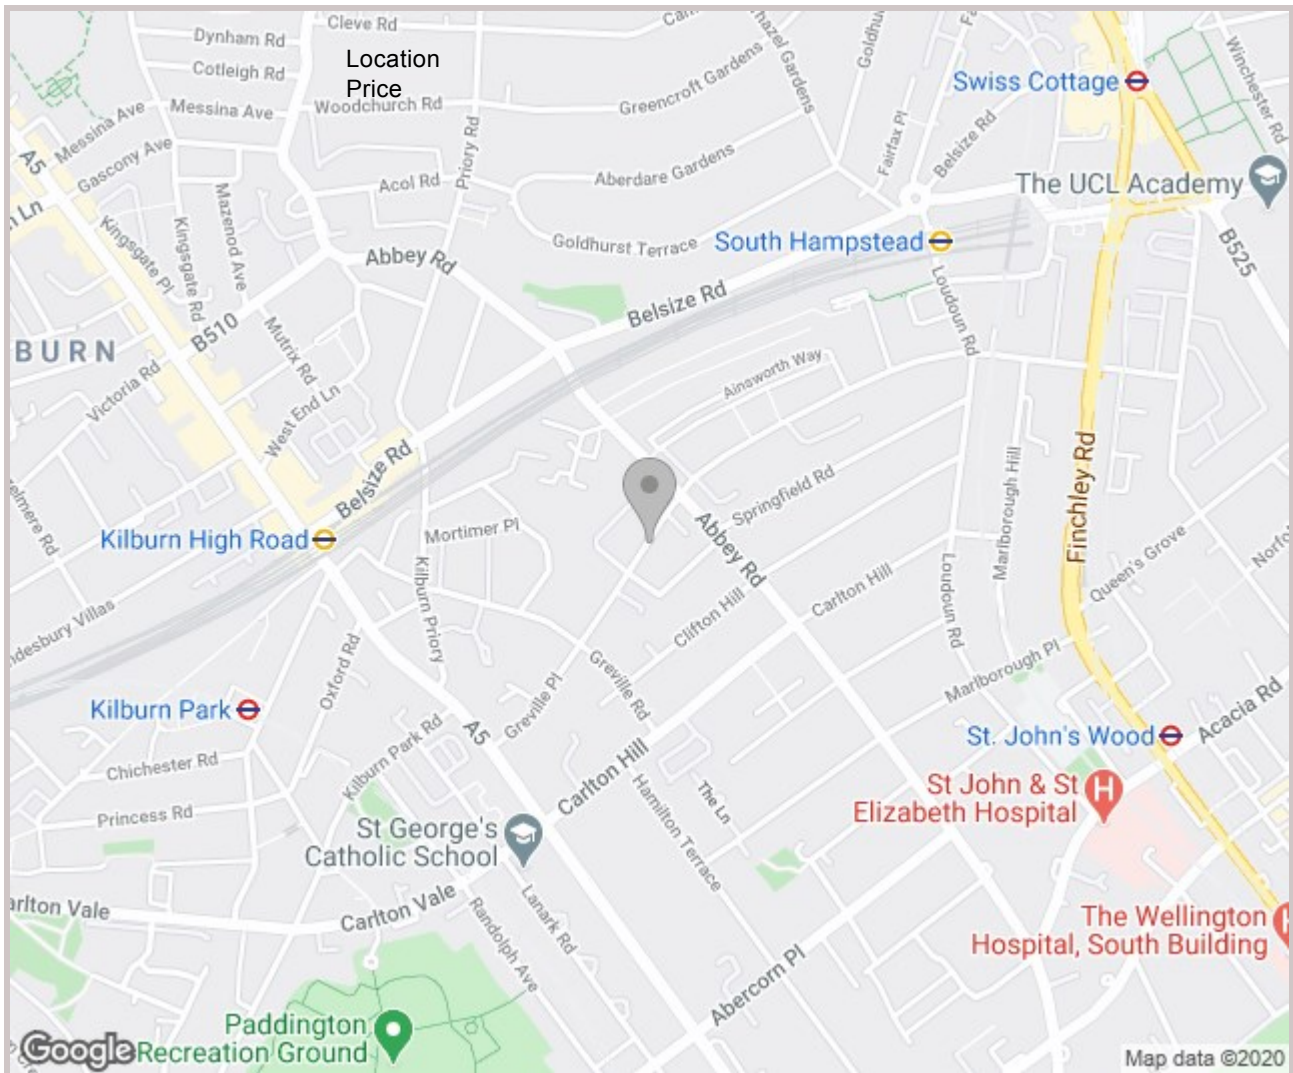 Cleve Rd
Dynham Rd
Location
Price
Cotleigh Rd
Messina Ave
Woodchurch Rd
Greencroft Gardens
Goldhu
Winchester Rd
Swiss Cottage
Messina Ave
A5
Gascony Ave
Priory Rd
Fairfax Pl
Belsize Rd
Acol Rd
Aberdare Gardens
The UCL Academy
Mazenod Ave
Kingsgate Pl
Kingsgate Rd
Goldhurst Terrace
South Hampstead
B525
Abbey Rd
Loudoun Rd
Belsize Rd
B510
BURN
Mutrix Rd
Victoria Rd
West End Ln
Ainsworth Way
Belsize Rd
Springfield Rd
Marlborough Hill
Finchley Rd
Kilburn High Road
Mortimer Pl
Abbey Rd
Queen's Grove
Kilburn Priory
Carlton Hill
Loudoun Rd
Clifton Hill
ndesbury Villas
Oxford Rd
Greville Rd
Marlborough Pl
Greville Pl
Kilburn Park
A5
Acacia Rd
St. John's Wood
Kilburn Park Rd
Chichester Rd
Carlton Hill
The Ln
St John & St
Elizabeth Hospital
Princess Rd
Hamilton Terrace
St George's
Catholic School
arlton Vale
Carlton Vale
Lanark Rd
Randolph Ave
The Wellington
Hospital, South Building
Abercorn Pl
Paddington
Recreation Ground
Google
Map data ©2020